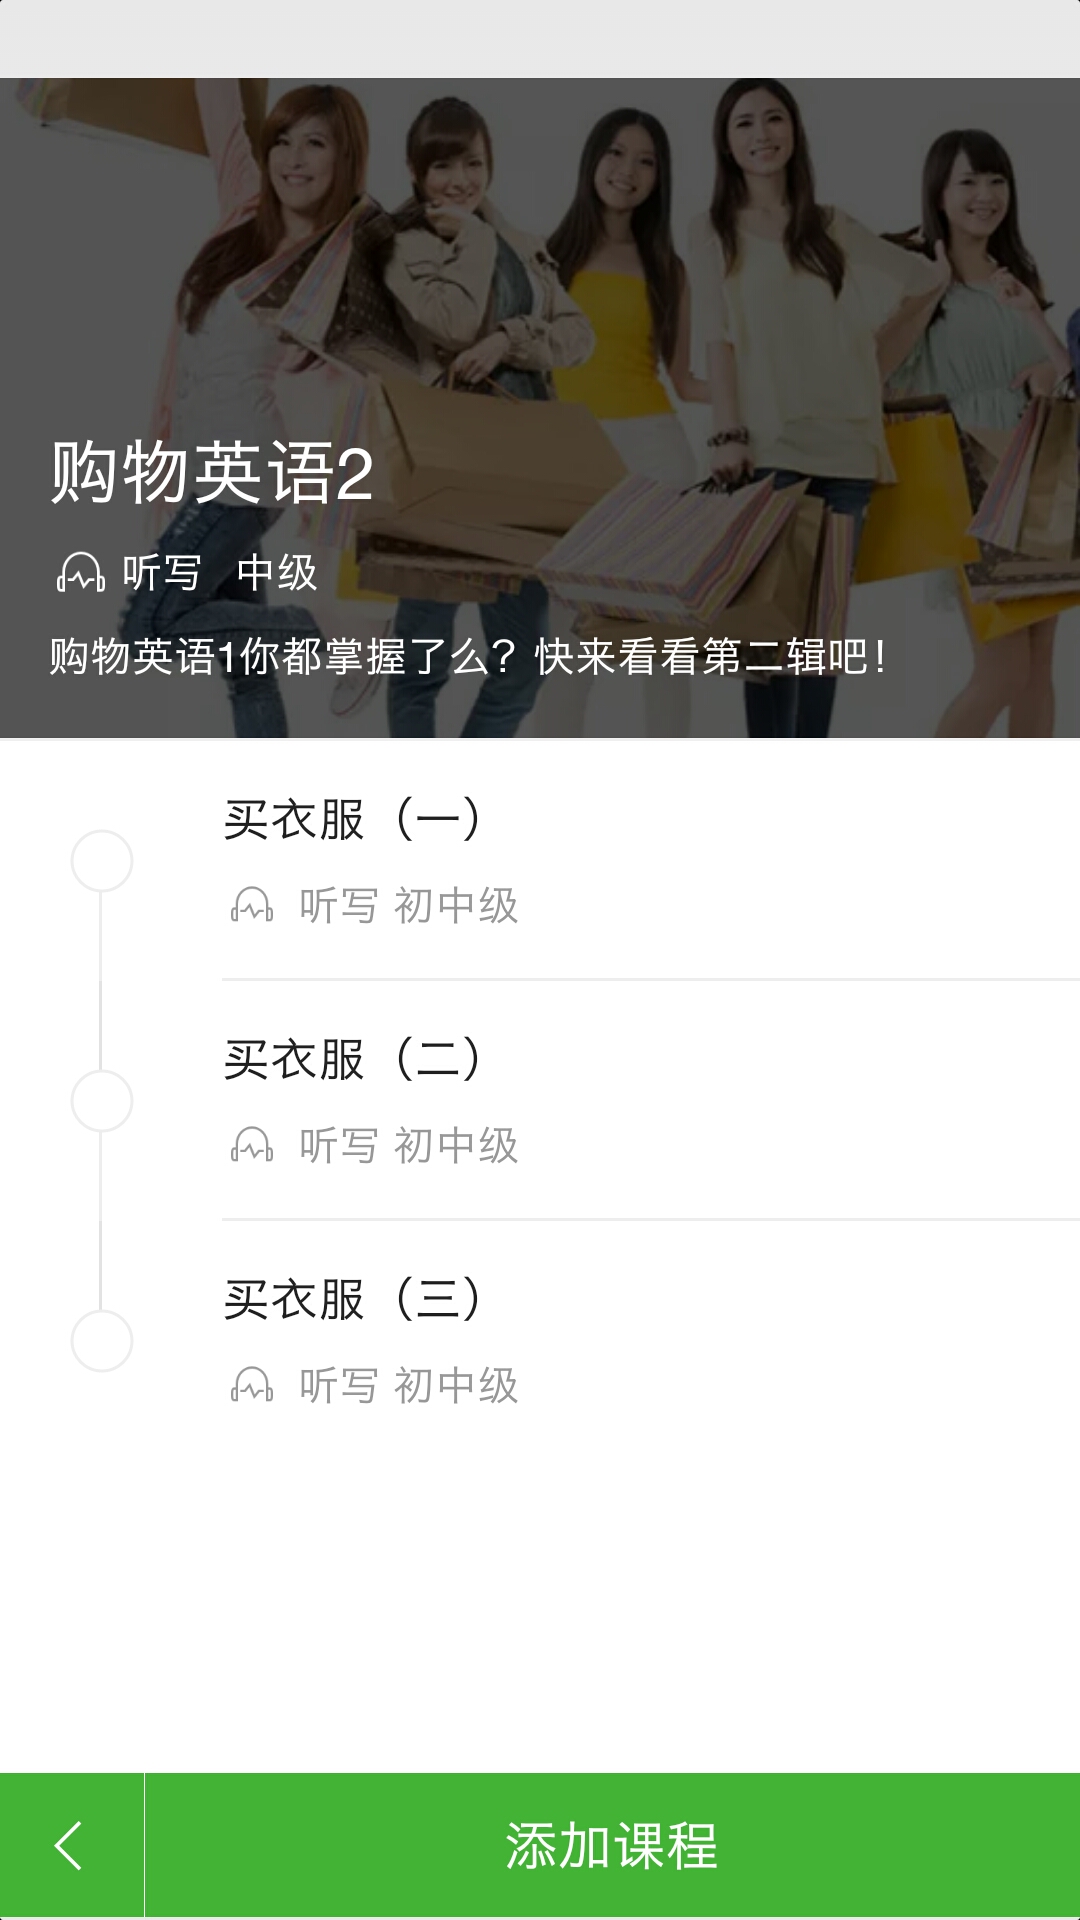 购物英语2
听写 中级
购物英语1你都掌握了么？快来看看第二辑吧！
买衣服（一）
听写 初中级
买衣服（二）
听写 初中级
买衣服（三）
听写 初中级
添加课程